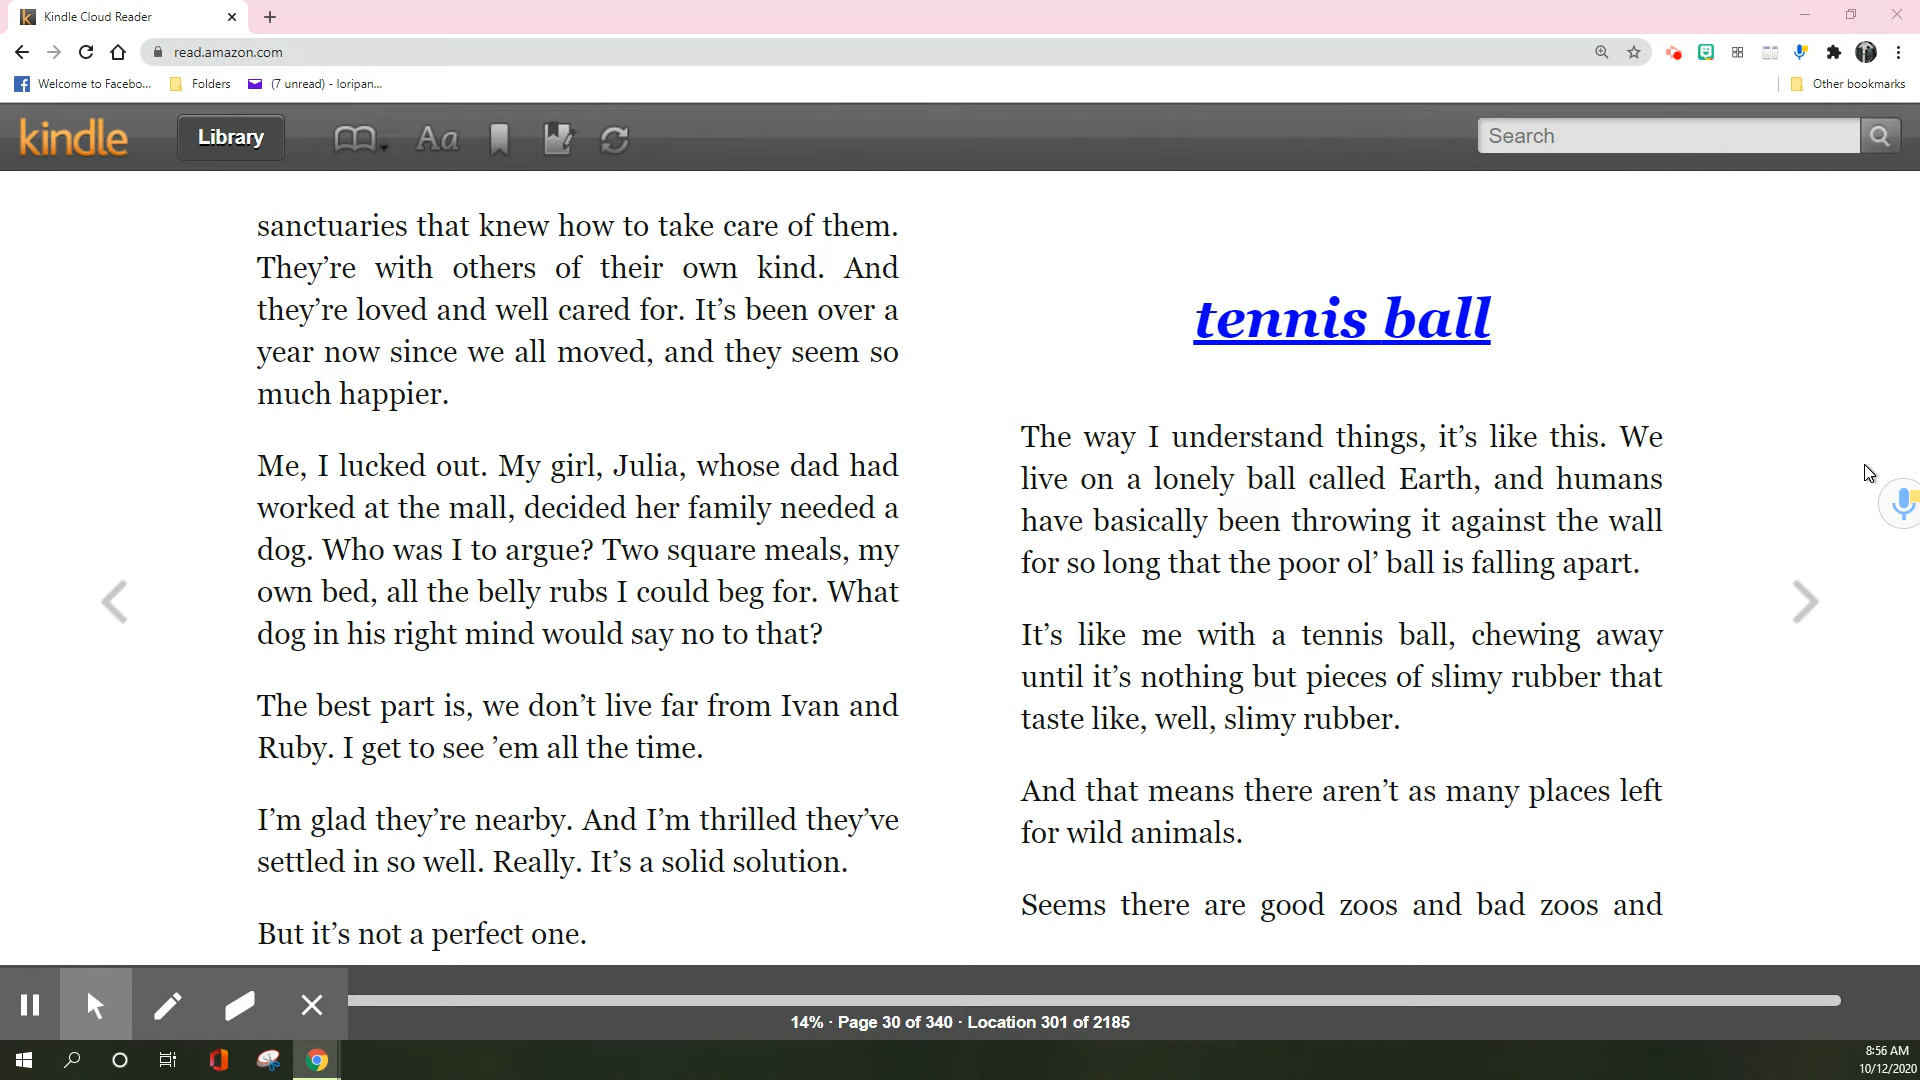 Kindle Cloud Reader
read.amazon.com
Welcome to Facebo...
Folders
(7 unread) - loripan...
Other bookmarks
kindle
Library
Aa
Search
sanctuaries that knew how to take care of them.
They’re with others of their own kind. And
they’re loved and well cared for. It’s been over a
year now since we all moved, and they seem so
much happier.
Me, I lucked out. My girl, Julia, whose dad had
worked at the mall, decided her family needed a
dog. Who was I to argue? Two square meals, my
own bed, all the belly rubs I could beg for. What
dog in his right mind would say no to that?
The best part is, we don’t live far from Ivan and
Ruby. I get to see ’em all the time.
I’m glad they’re nearby. And I’m thrilled they’ve
settled in so well. Really. It’s a solid solution.
But it’s not a perfect one.
tennis ball
The way I understand things, it’s like this. We
live on a lonely ball called Earth, and humans
have basically been throwing it against the wall
for so long that the poor ol’ ball is falling apart.
It’s like me with a tennis ball, chewing away
until it’s nothing but pieces of slimy rubber that
taste like, well, slimy rubber.
And that means there aren’t as many places left
for wild animals.
Seems there are good zoos and bad zoos and
14% · Page 30 of 340 · Location 301 of 2185
8:56 AM
10/12/2020